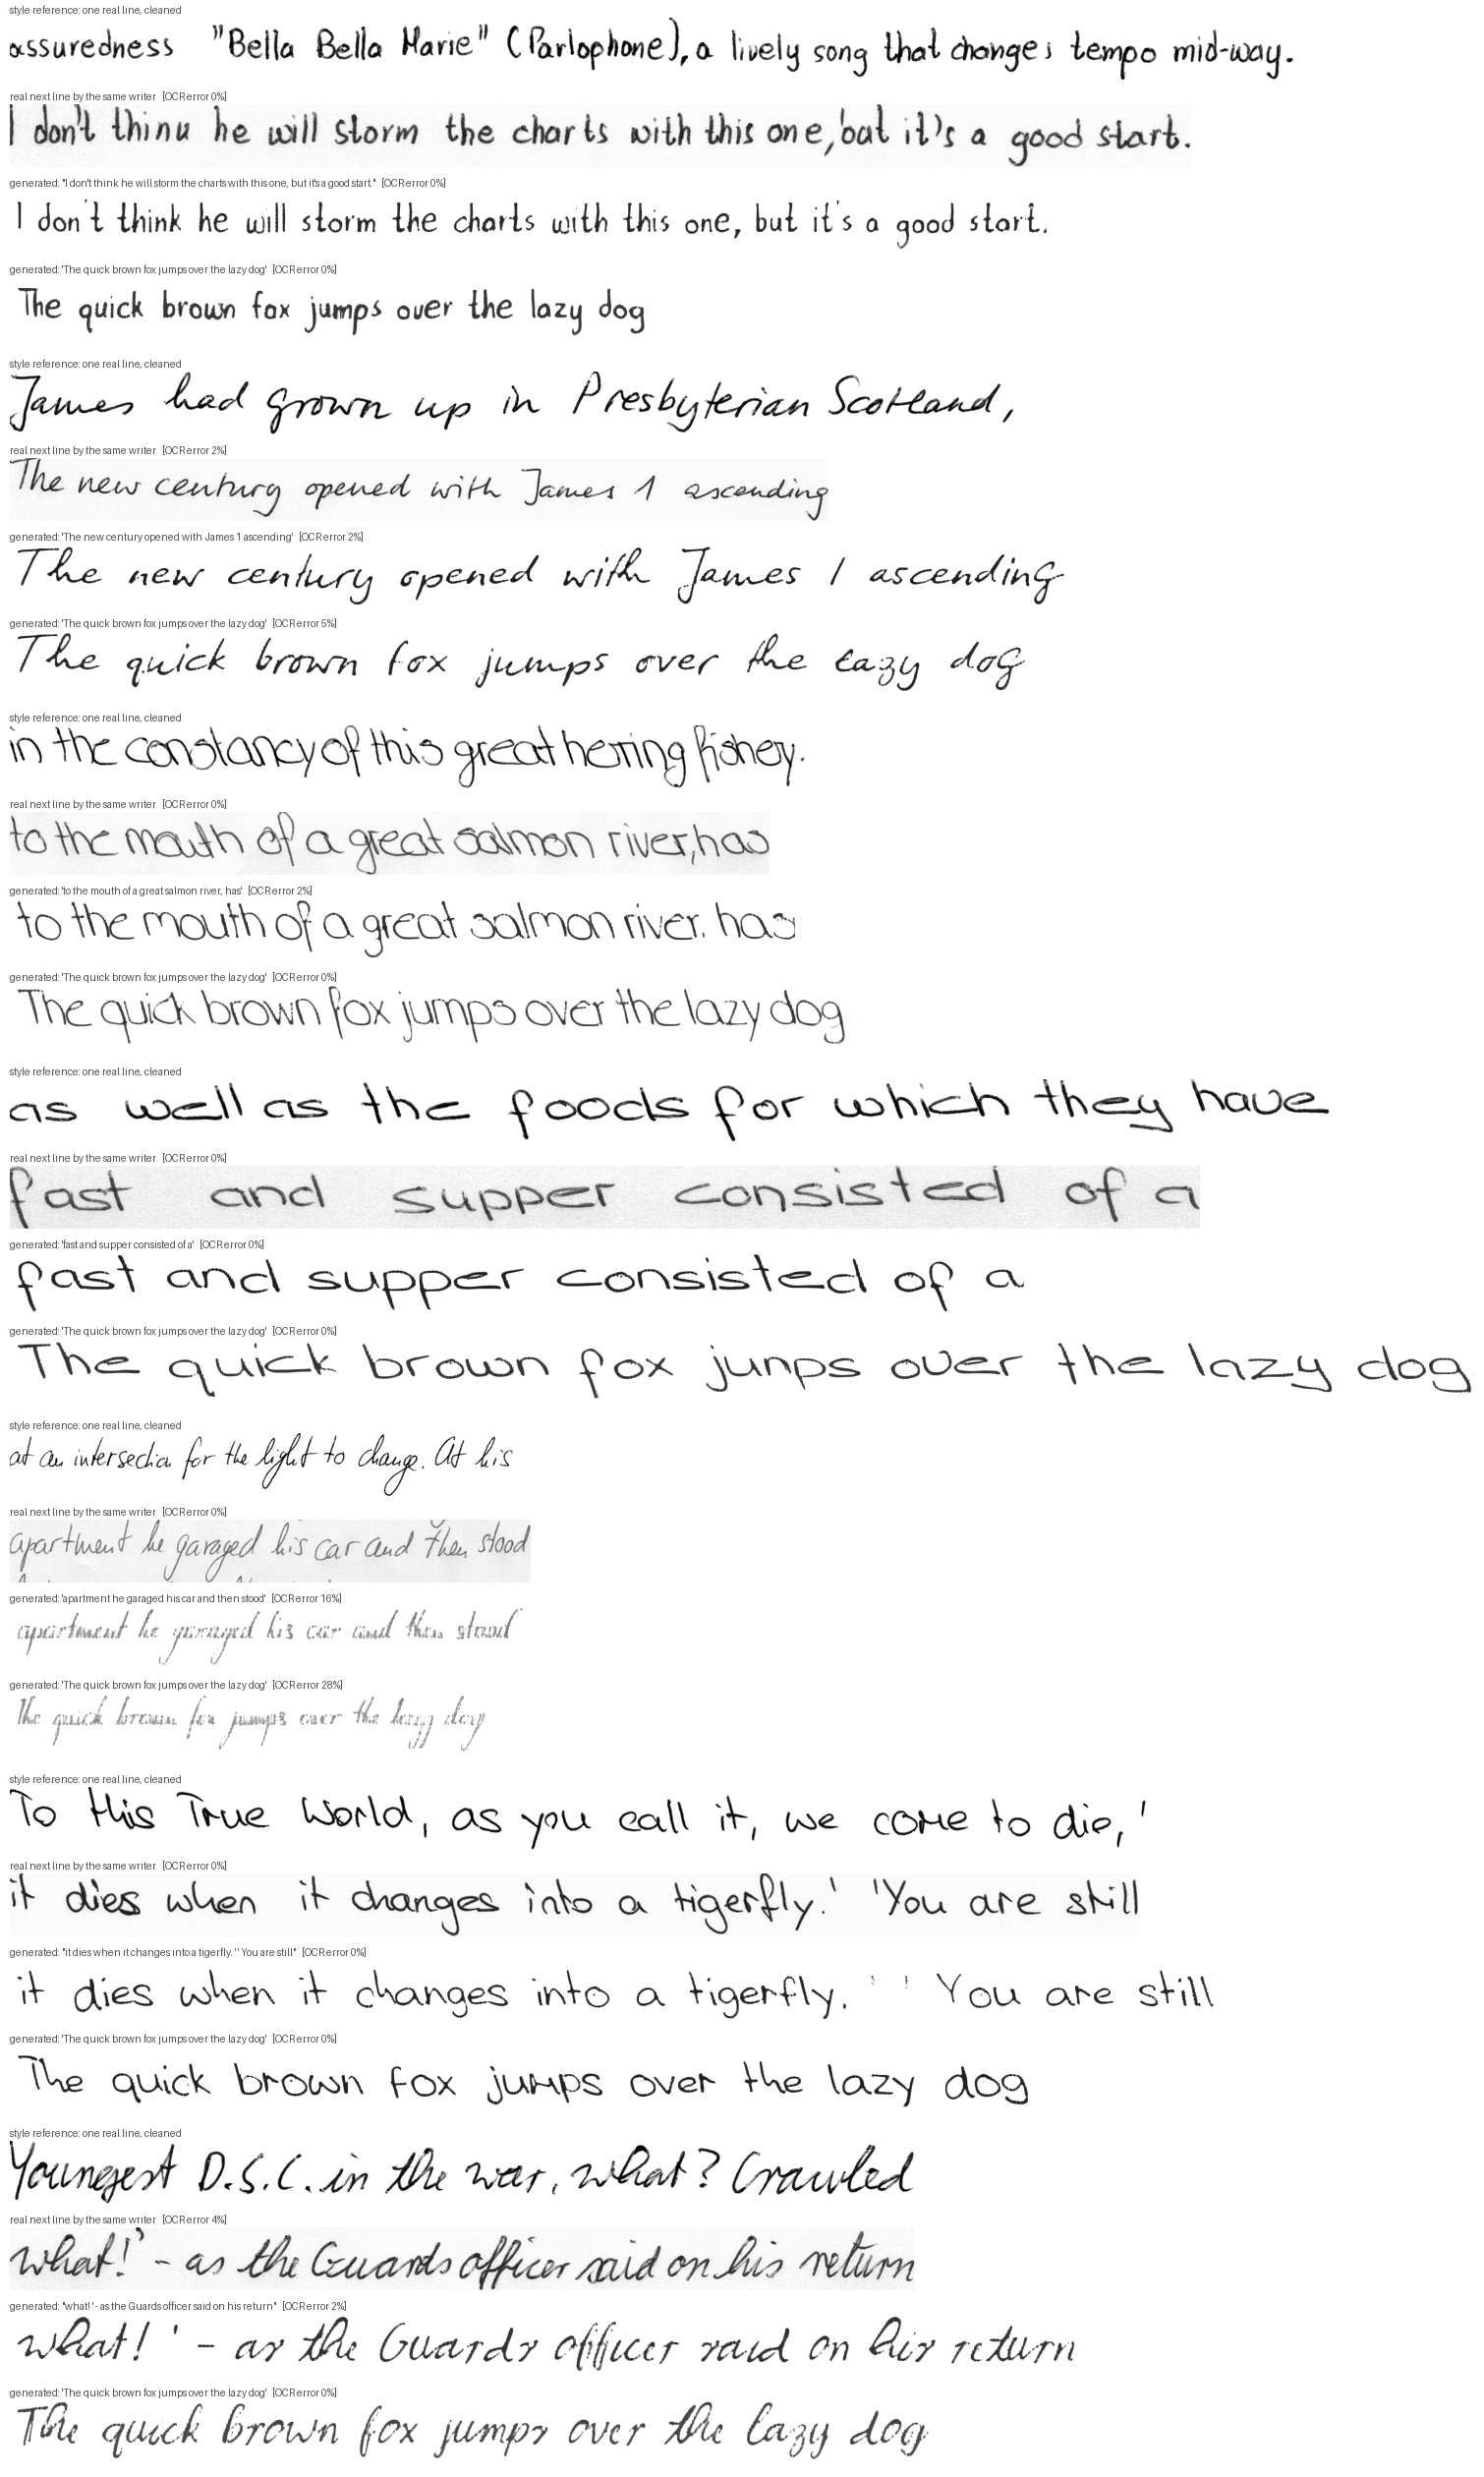 style reference: one real line, cleaned
assuredness "Bella Bella Marie" (Parlophone), a lively song that changes tempo mid-way.
real next line by the same writer [OCR error 0%]
I don't thinu he will storm the charts with this one, but it's a good start.
generated: "I don't think he will storm the charts with this one, but it's a good start." [OCR error 0%]
I don't think he will storm the charts with this one, but it's a good start.
generated: 'The quick brown fox jumps over the lazy dog' [OCR error 0%]
The quick brown fox jumps over the lazy dog
style reference: one real line, cleaned
James had grown up in Presbyterian Scotland,
real next line by the same writer [OCR error 2%]
The new century opened with James 1 ascending
generated: 'The new century opened with James 1 ascending' [OCR error 2%]
The new century opened with James 1 ascending
generated: 'The quick brown fox jumps over the lazy dog' [OCR error 5%]
The quick brown fox jumps over the lazy dog
style reference: one real line, cleaned
in the constancy of this great herring fishery.
real next line by the same writer [OCR error 0%]
to the mouth of a great salmon river, has
generated: 'to the mouth of a great salmon river, has' [OCR error 2%]
to the mouth of a great salmon river. has
generated: 'The quick brown fox jumps over the lazy dog' [OCR error 0%]
The quick brown fox jumps over the lazy dog
style reference: one real line, cleaned
as well as the foods for which they have
real next line by the same writer [OCR error 0%]
fast and supper consisted of a
generated: 'fast and supper consisted of a' [OCR error 0%]
fast and supper consisted of a
generated: 'The quick brown fox jumps over the lazy dog' [OCR error 0%]
The quick brown fox junps over the lazy dog
style reference: one real line, cleaned
at an intersection for the light to change. At his
real next line by the same writer [OCR error 0%]
apartment he garaged his car and then stood
generated: 'apartment he garaged his car and then stood' [OCR error 16%]
apartment he garaged his car and then stood
generated: 'The quick brown fox jumps over the lazy dog' [OCR error 28%]
The quick brown fox jumps over the lazy dog
style reference: one real line, cleaned
To this True World, as you call it, we come to die,'
real next line by the same writer [OCR error 0%]
it dies when it changes into a tigerfly.' 'You are still
generated: "it dies when it changes into a tigerfly. ' ' You are still" [OCR error 0%]
it dies when it changes into a tigerfly. ' ' You are still
generated: 'The quick brown fox jumps over the lazy dog' [OCR error 0%]
The quick brown fox jumps over the lazy dog
style reference: one real line, cleaned
Youngest D.S.C. in the war, what? Crawled
real next line by the same writer [OCR error 4%]
what!' - as the Guards officer said on his return
generated: "what! ' - as the Guards officer said on his return" [OCR error 2%]
what! ' - as the Guards officer said on his return
generated: 'The quick brown fox jumps over the lazy dog' [OCR error 0%]
The quick brown fox jumps over the lazy dog